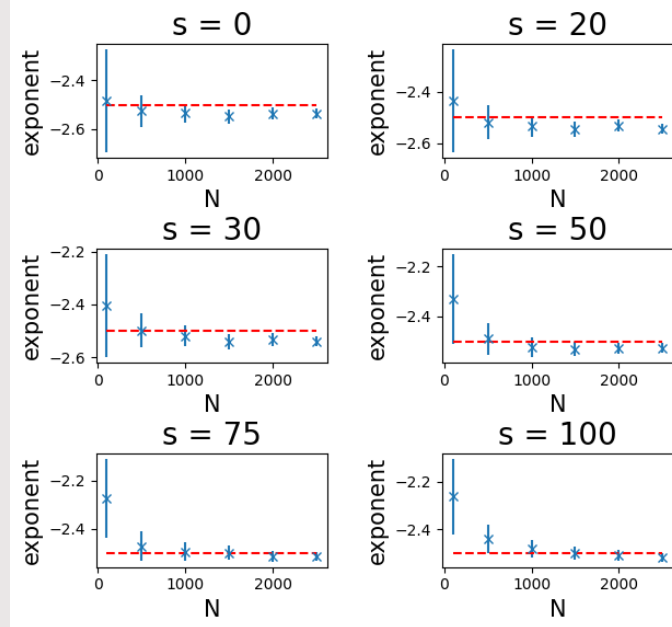 s = 0
exponent
−2.4
−2.6
0
1000
2000
N
s = 20
exponent
−2.4
−2.6
0
1000
2000
N
s = 30
exponent
−2.2
−2.4
−2.6
0
1000
2000
N
s = 50
exponent
−2.2
−2.4
0
1000
2000
N
s = 75
exponent
−2.2
−2.4
0
1000
2000
N
s = 100
exponent
−2.2
−2.4
0
1000
2000
N